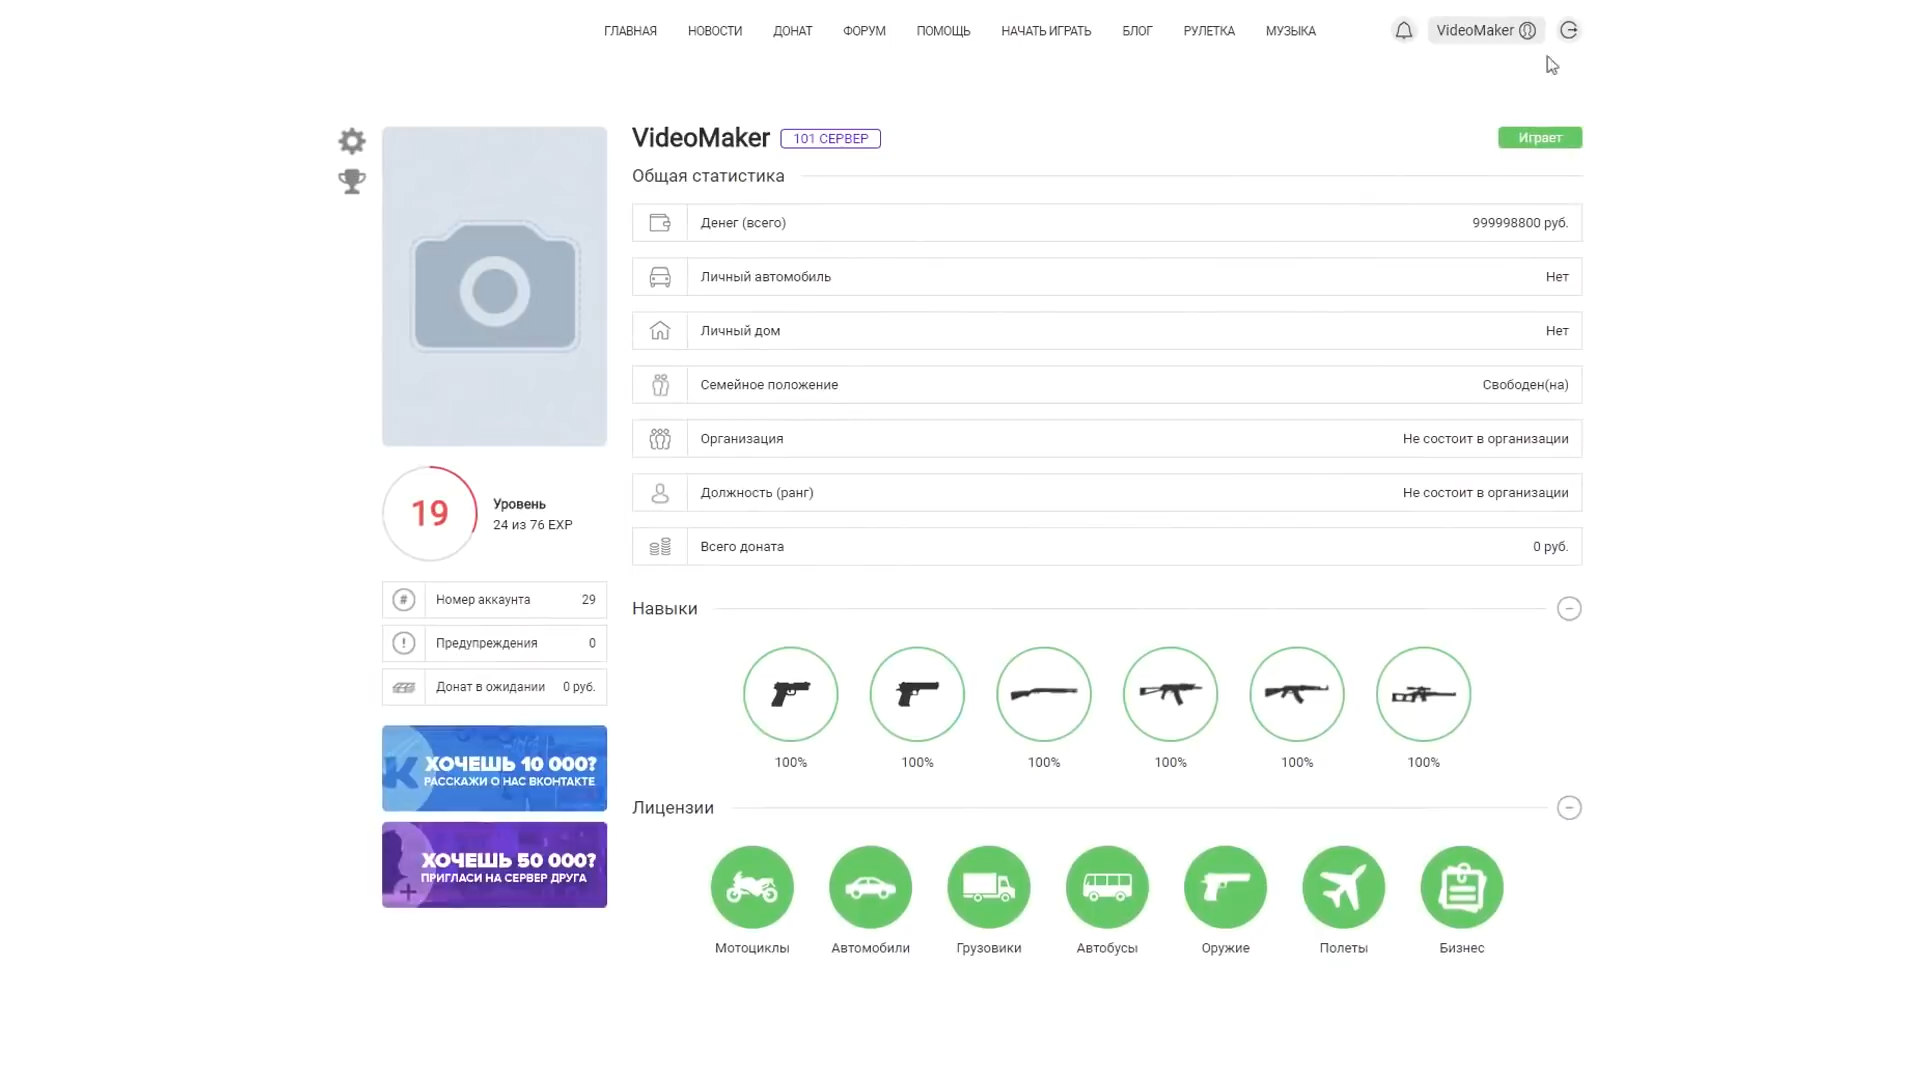 ГЛАВНАЯ НОВОСТИ ДОНАТ ФОРУМ ПОМОЩЬ НАЧАТЬ ИГРАТЬ БЛОГ РУЛЕТКА МУЗЫКА VideoMaker
VideoMaker 101 СЕРВЕР Играет
Общая статистика
Денег (всего) 999998800 руб.
Личный автомобиль Нет
Личный дом Нет
Семейное положение Свободен(на)
Организация Не состоит в организации
Должность (ранг) Не состоит в организации
Всего доната 0 руб.
19
Уровень
24 из 76 EXP
# Номер аккаунта 29
! Предупреждения 0
Донат в ожидании 0 руб.
ХОЧЕШЬ 10 000?
РАССКАЖИ О НАС ВКОНТАКТЕ
ХОЧЕШЬ 50 000?
ПРИГЛАСИ НА СЕРВЕР ДРУГА
Навыки
100% 100% 100% 100% 100% 100%
Лицензии
Мотоциклы Автомобили Грузовики Автобусы Оружие Полеты Бизнес